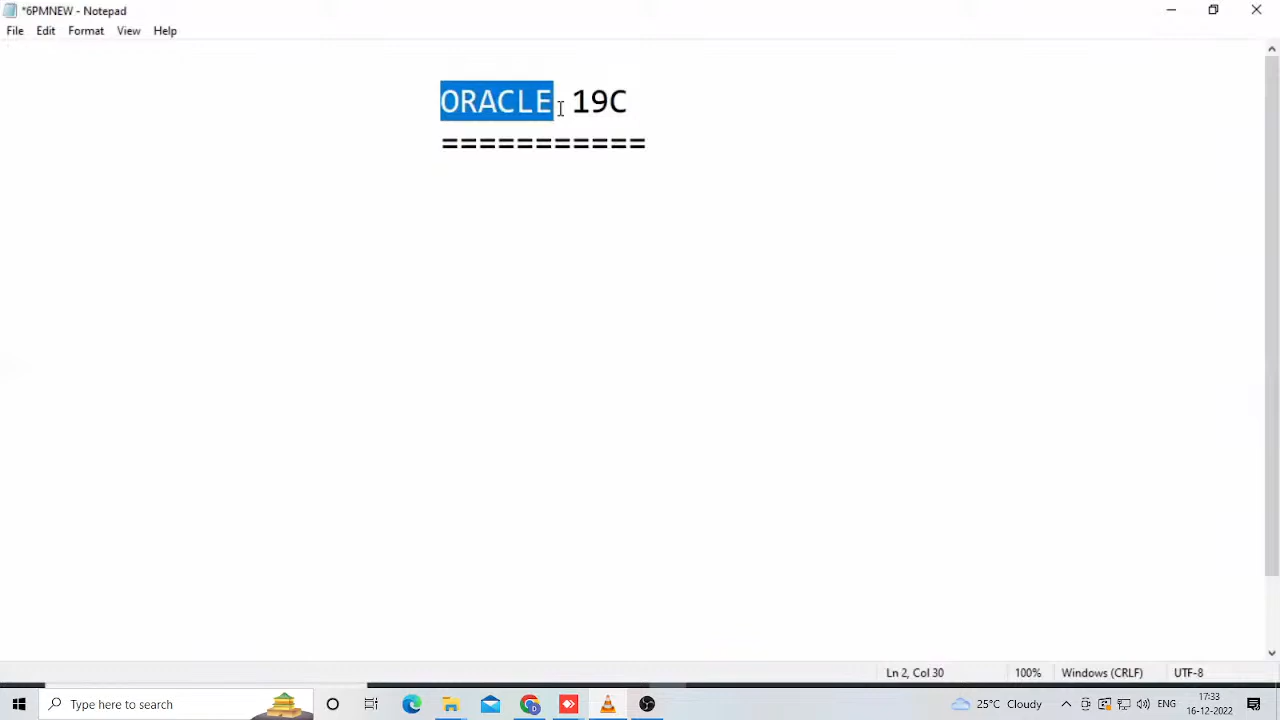 *6PMNEW - Notepad
File Edit Format View Help
ORACLE 19C
===========
Ln 2, Col 30 100% Windows (CRLF) UTF-8
Type here to search
25°C Cloudy ENG
17:33
16-12-2022